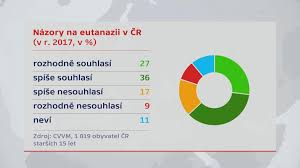 Názory na eutanazii v ČR
(v r. 2017, v %)
rozhodně souhlasí 27
spíše souhlasí 36
spíše nesouhlasí 17
rozhodně nesouhlasí 9
neví 11
Zdroj: CVVM, 1 019 obyvatel ČR
starších 15 let